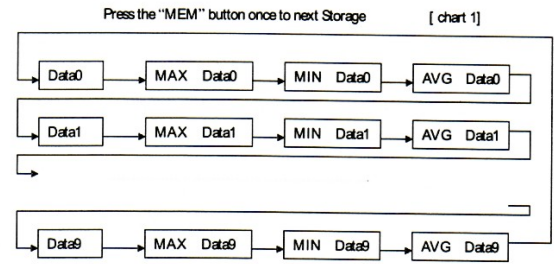 Press the “MEM” button once to next Storage [ chart 1]
Data0 MAX Data0 MIN Data0 AVG Data0
Data1 MAX Data1 MIN Data1 AVG Data1
Data9 MAX Data9 MIN Data9 AVG Data9